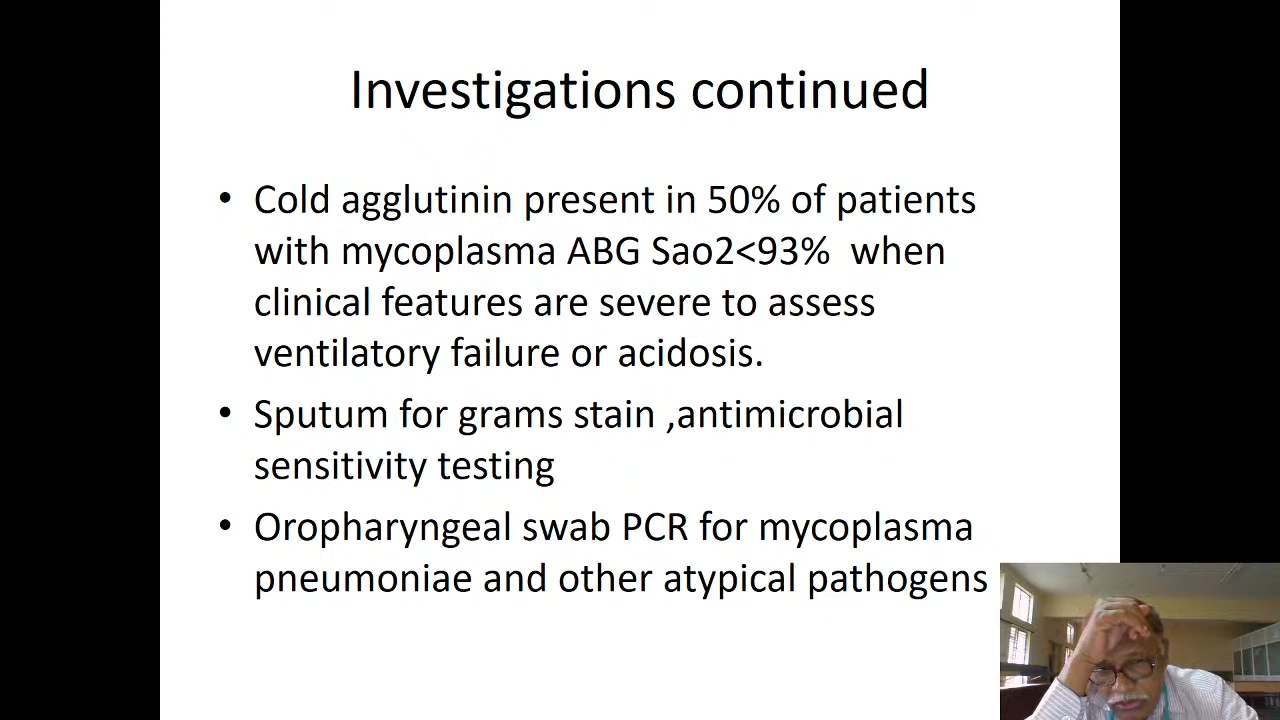 Investigations continued
• Cold agglutinin present in 50% of patients
with mycoplasma ABG Sao2<93%  when
clinical features are severe to assess
ventilatory failure or acidosis.
• Sputum for grams stain ,antimicrobial
sensitivity testing
• Oropharyngeal swab PCR for mycoplasma
pneumoniae and other atypical pathogens